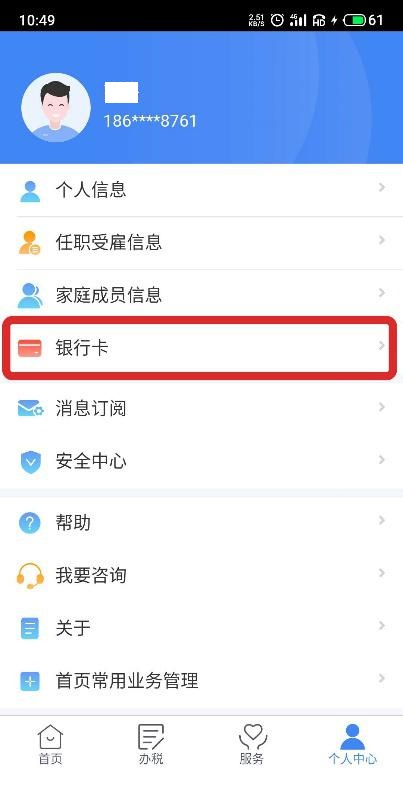 10:49
2.51 KB/S 4G HD 61
186****8761
个人信息
任职受雇信息
家庭成员信息
银行卡
消息订阅
安全中心
帮助
我要咨询
关于
首页常用业务管理
首页 办税 服务 个人中心